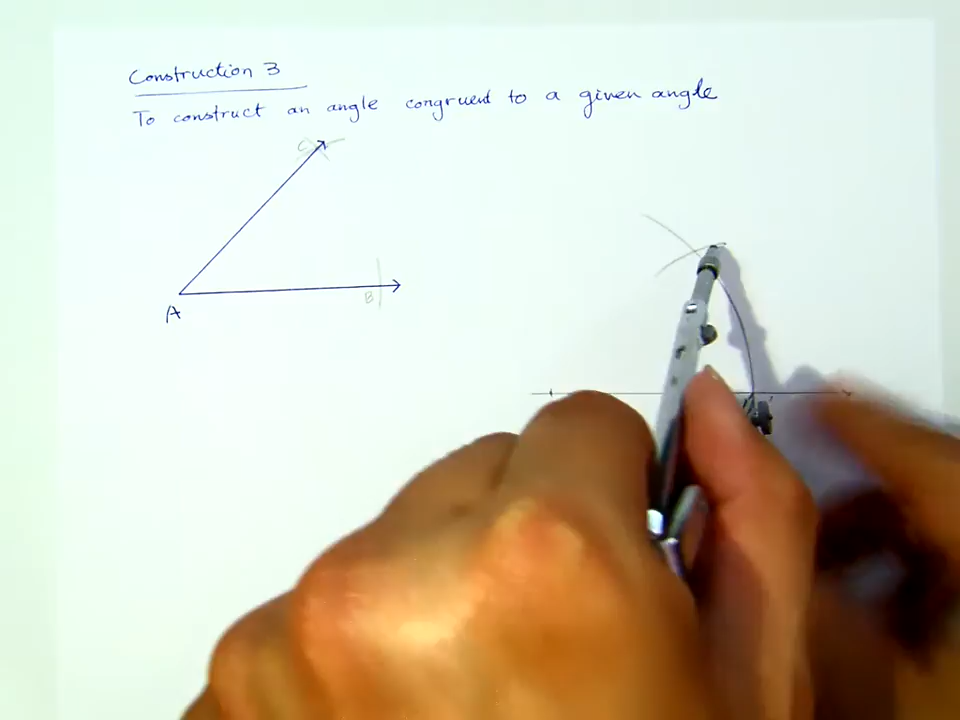 Construction 3
To construct an angle congruent to a given angle
C
B
A